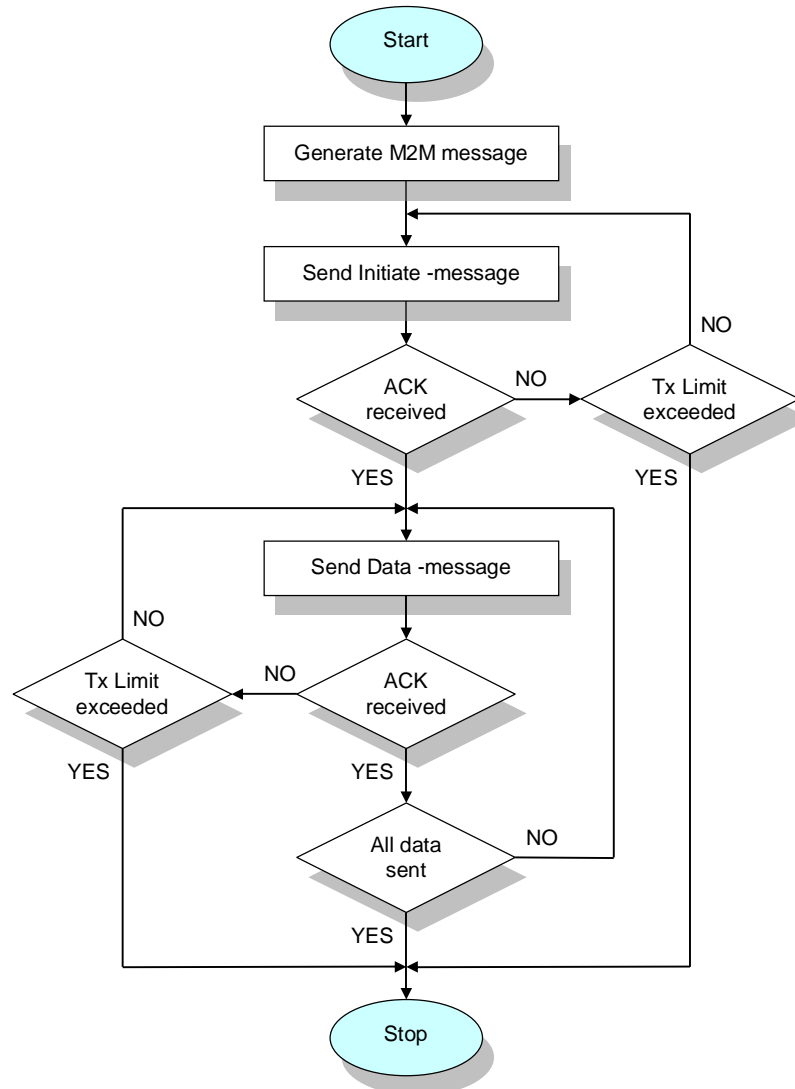 Start
Generate M2M message
Send Initiate -message
NO
ACK
received
NO
Tx Limit
exceeded
YES
YES
Send Data -message
NO
Tx Limit
exceeded
NO
ACK
received
YES
YES
All data
sent
NO
YES
Stop